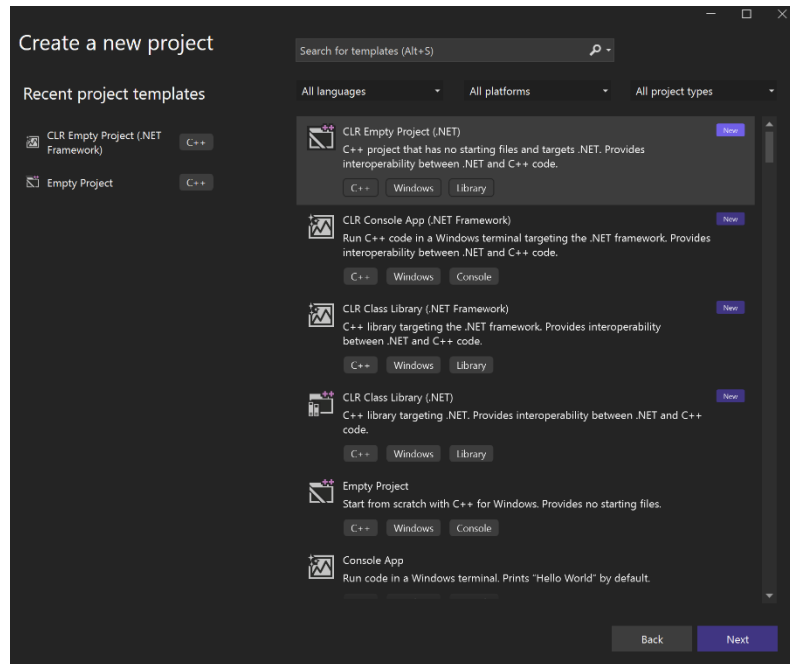 Create a new project
Search for templates (Alt+S)
Recent project templates
All languages
All platforms
All project types
CLR Empty Project (.NET
Framework)
C++
Empty Project
C++
CLR Empty Project (.NET)
New
C++ project that has no starting files and targets .NET. Provides
interoperability between .NET and C++ code.
C++
Windows
Library
CLR Console App (.NET Framework)
New
Run C++ code in a Windows terminal targeting the .NET framework. Provides
interoperability between .NET and C++ code.
C++
Windows
Console
CLR Class Library (.NET Framework)
New
C++ library targeting the .NET framework. Provides interoperability
between .NET and C++ code.
C++
Windows
Library
CLR Class Library (.NET)
New
C++ library targeting .NET. Provides interoperability between .NET and C++
code.
C++
Windows
Library
Empty Project
Start from scratch with C++ for Windows. Provides no starting files.
C++
Windows
Console
Console App
Run code in a Windows terminal. Prints "Hello World" by default.
Back
Next